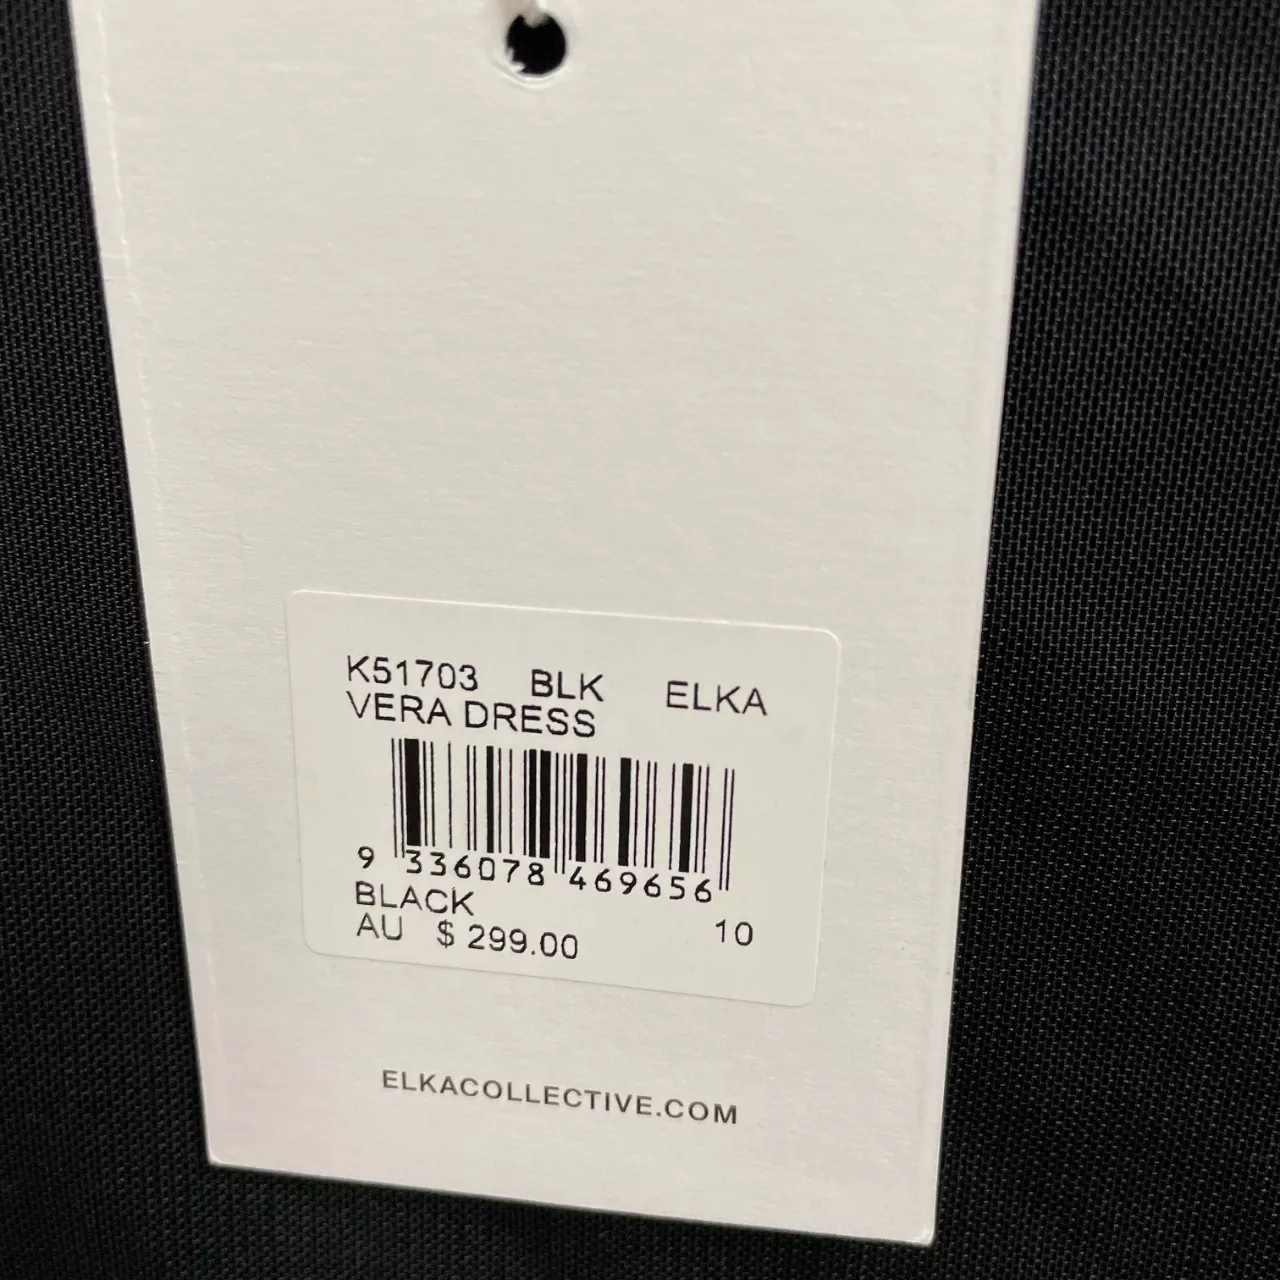 K51703 BLK ELKA
VERA DRESS
9 336078 469656
BLACK
AU $ 299.00 10
ELKACOLLECTIVE.COM